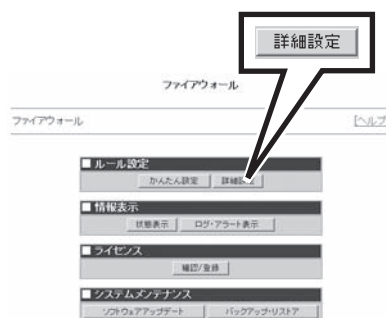 詳細設定
ファイアウォール
ファイアウォール [ヘルプ
■ルール設定
かんたん設定 詳細設定
■情報表示
状態表示 ログ・アラート表示
■ライセンス
確認/登録
■システムメンテナンス
ソフトウェアアップデート バックアップ・リストア